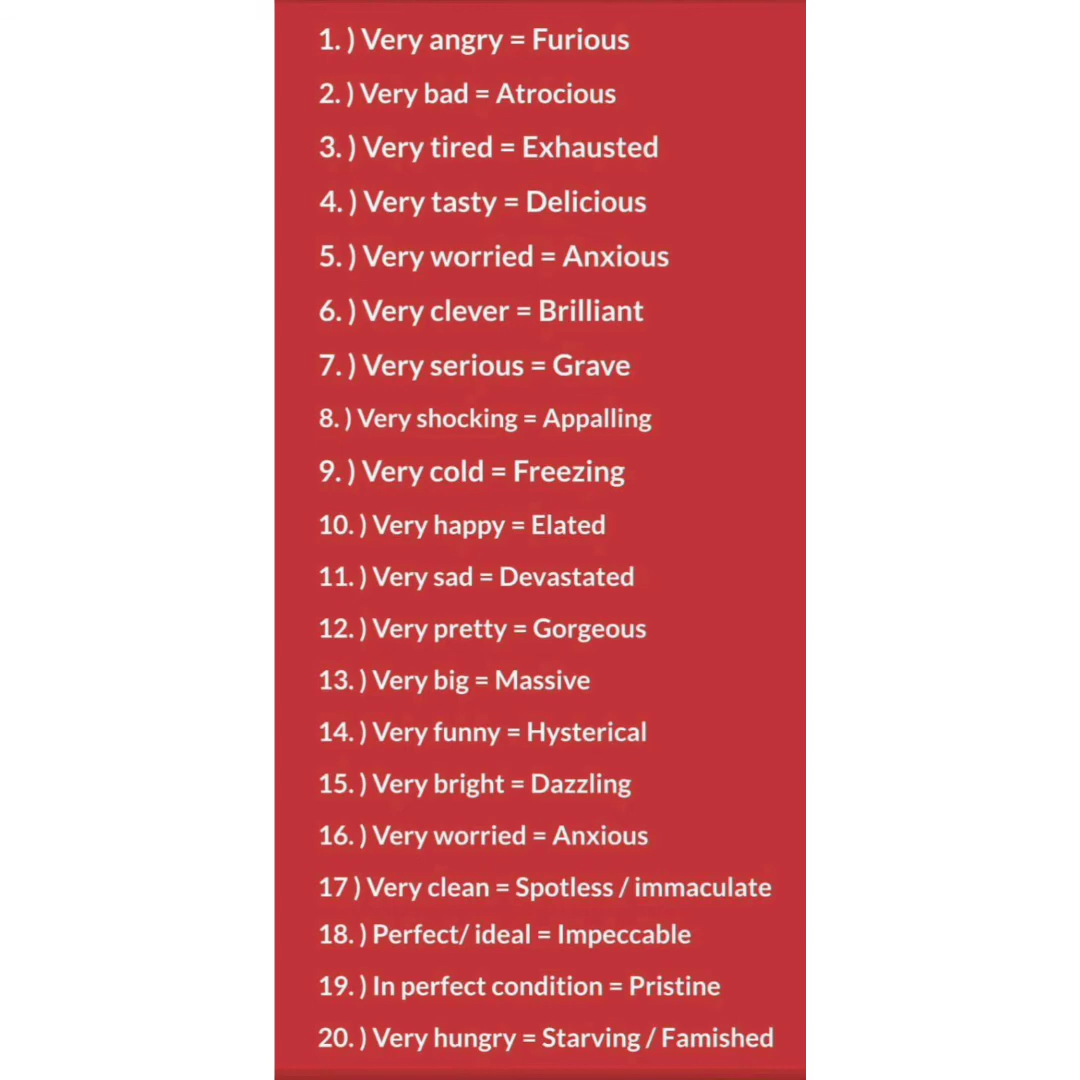 1. ) Very angry = Furious
2. ) Very bad = Atrocious
3. ) Very tired = Exhausted
4. ) Very tasty = Delicious
5. ) Very worried = Anxious
6. ) Very clever = Brilliant
7. ) Very serious = Grave
8. ) Very shocking = Appalling
9. ) Very cold = Freezing
10. ) Very happy = Elated
11. ) Very sad = Devastated
12. ) Very pretty = Gorgeous
13. ) Very big = Massive
14. ) Very funny = Hysterical
15. ) Very bright = Dazzling
16. ) Very worried = Anxious
17 ) Very clean = Spotless / immaculate
18. ) Perfect/ ideal = Impeccable
19. ) In perfect condition = Pristine
20. ) Very hungry = Starving / Famished